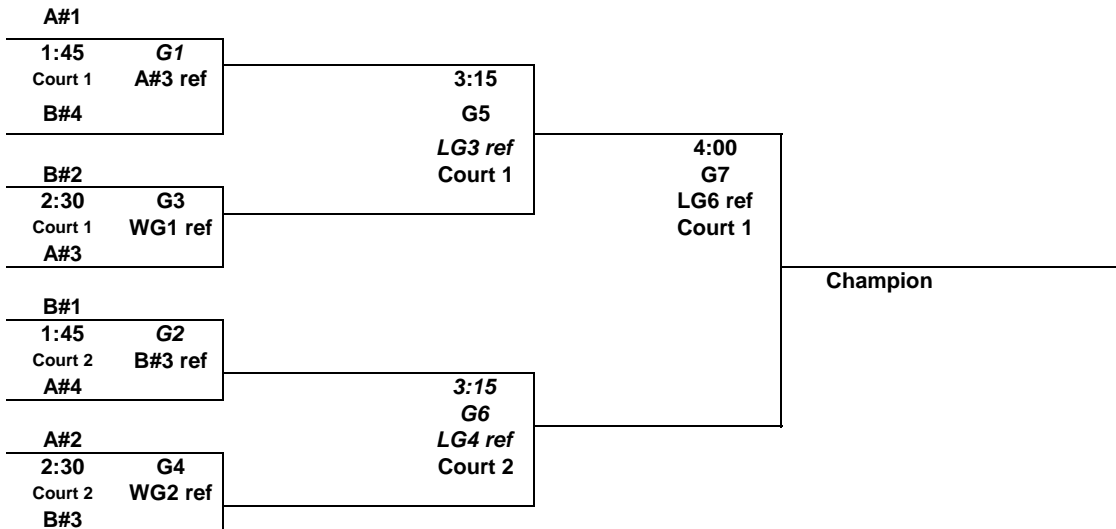 A#1
1:45 G1
Court 1 A#3 ref
B#4
B#2
2:30 G3
Court 1 WG1 ref
A#3
B#1
1:45 G2
Court 2 B#3 ref
A#4
A#2
2:30 G4
Court 2 WG2 ref
B#3
3:15
G5
LG3 ref
Court 1
3:15
G6
LG4 ref
Court 2
4:00
G7
LG6 ref
Court 1
Champion